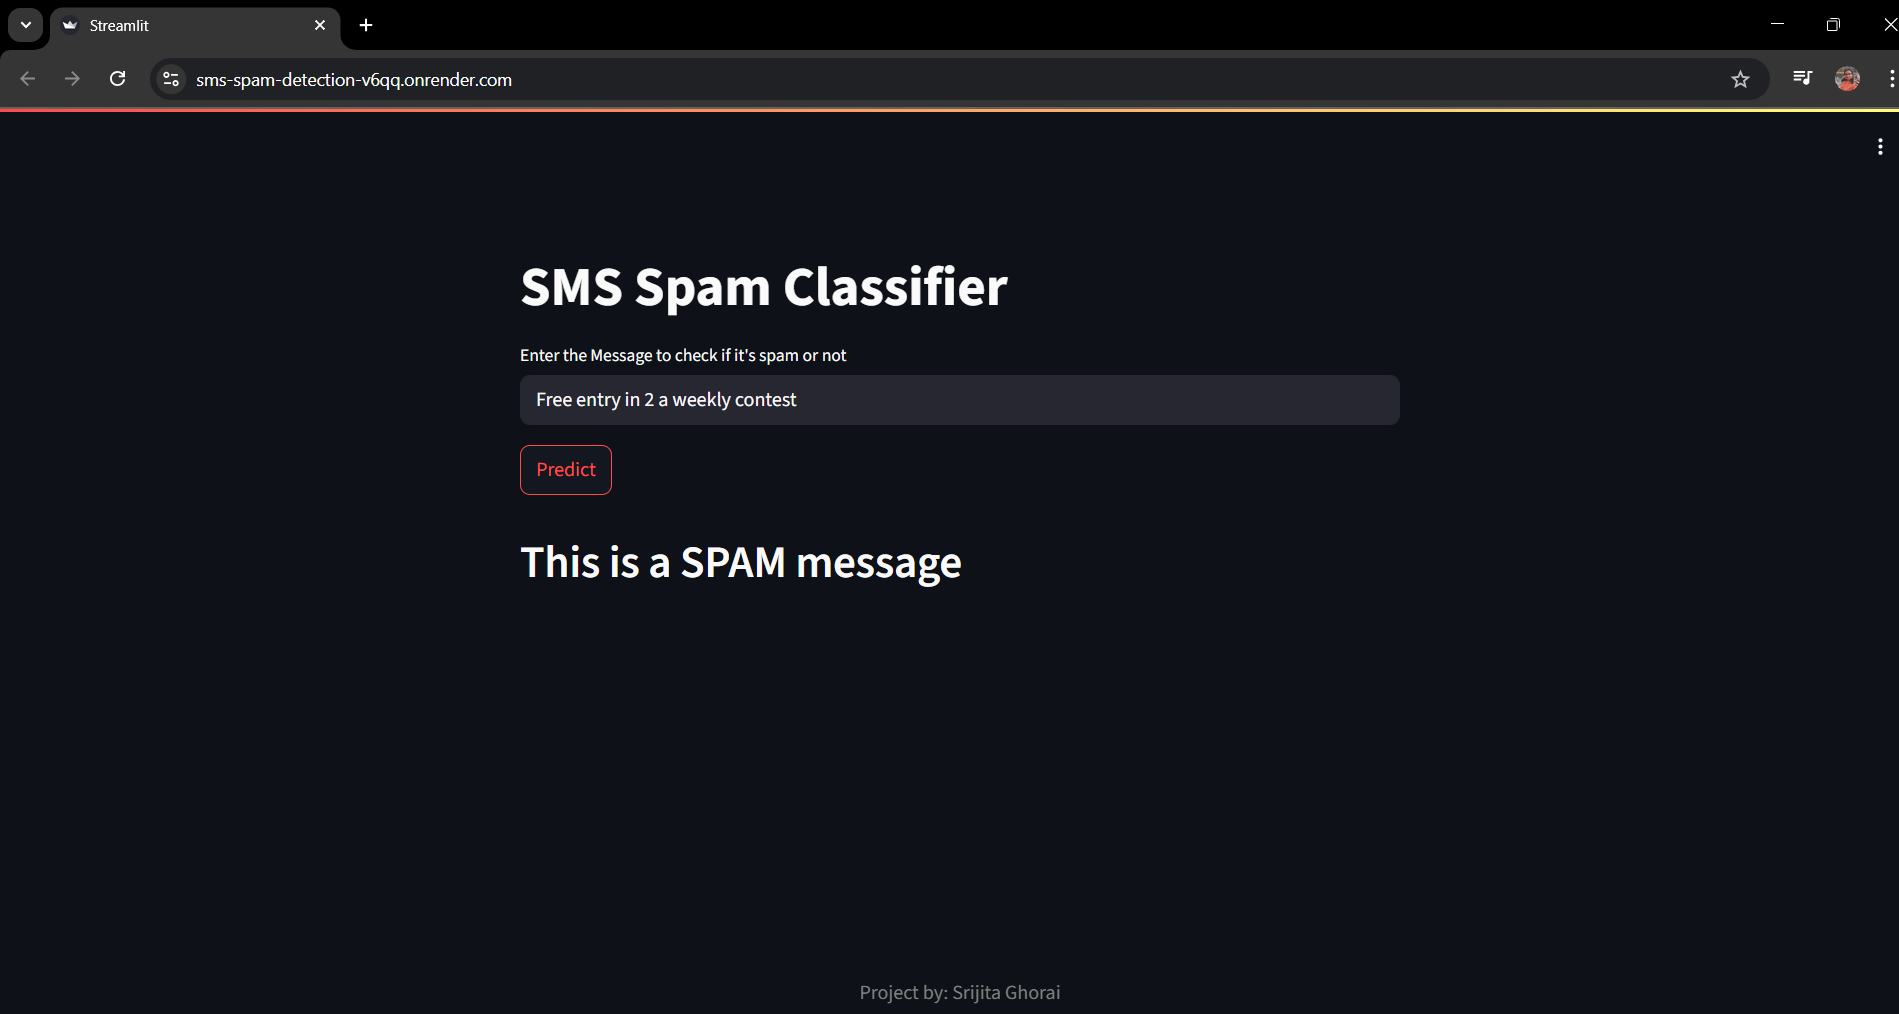 Streamlit
sms-spam-detection-v6qq.onrender.com
SMS Spam Classifier
Enter the Message to check if it's spam or not
Free entry in 2 a weekly contest
Predict
This is a SPAM message
Project by: Srijita Ghorai